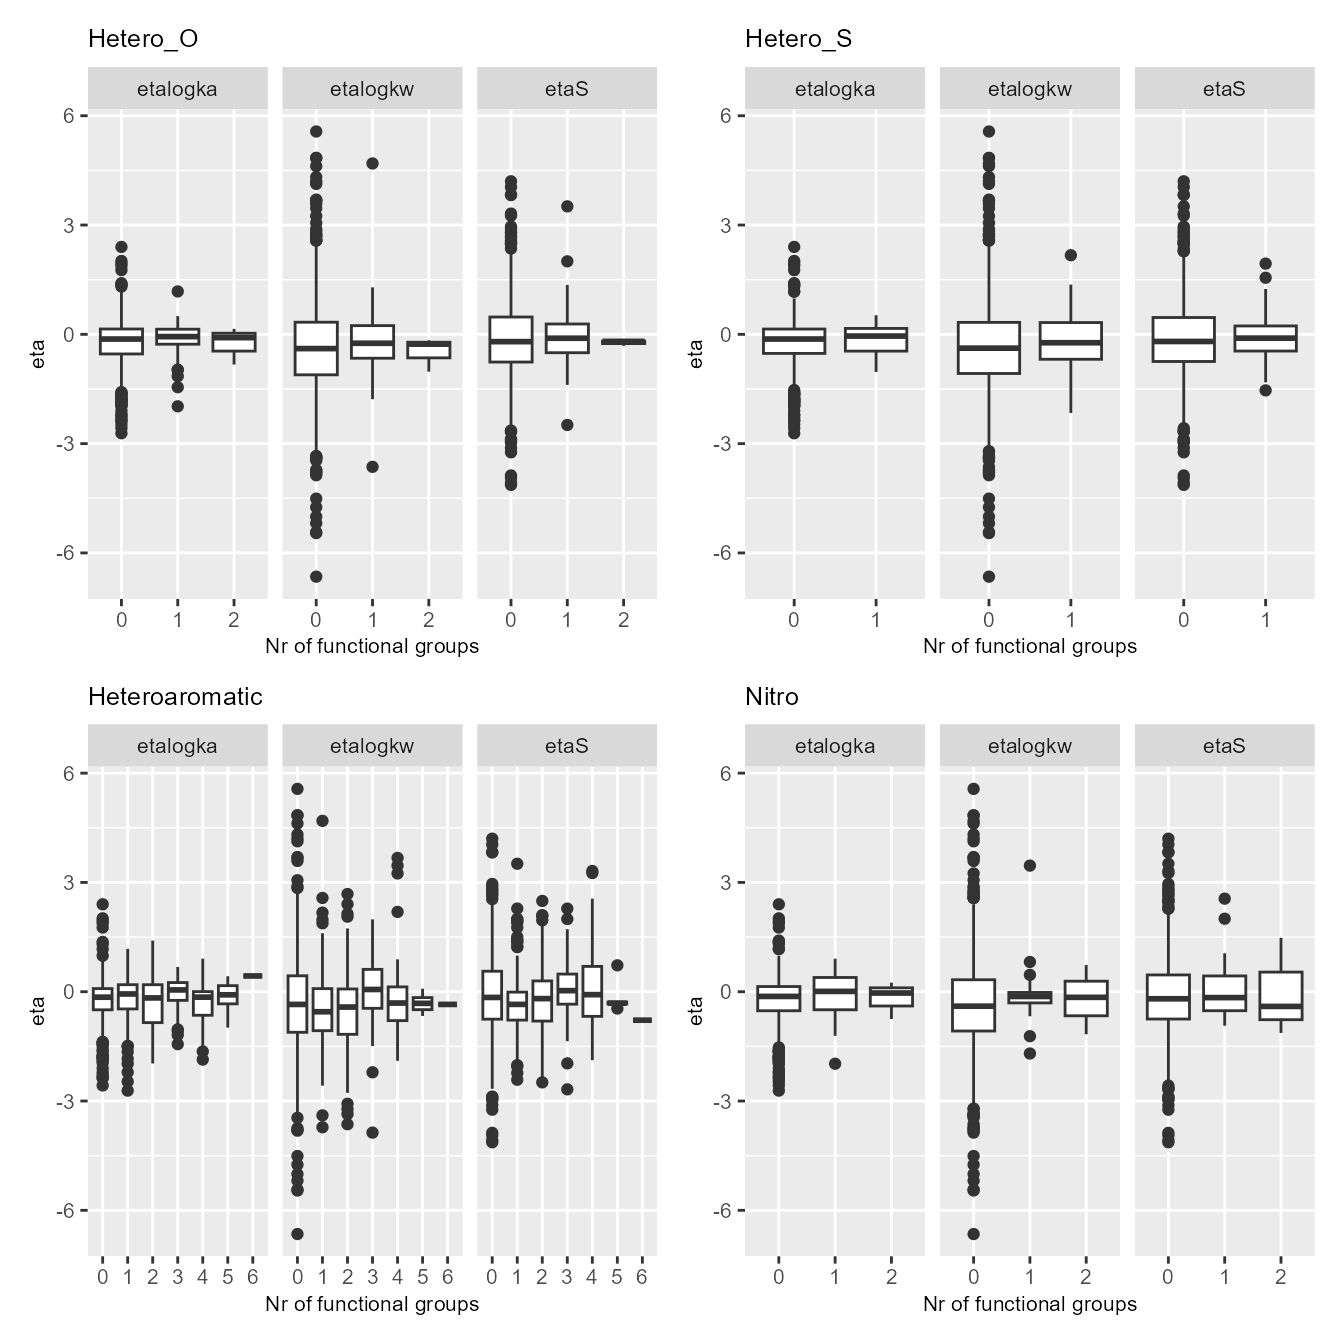 Hetero_O
etalogka etalogkw etaS
6
3
0
-3
-6
eta
0 1 2 0 1 2 0 1 2
Nr of functional groups
Hetero_S
etalogka etalogkw etaS
6
3
0
-3
-6
eta
0 1 0 1 0 1
Nr of functional groups
Heteroaromatic
etalogka etalogkw etaS
6
3
0
-3
-6
eta
0 1 2 3 4 5 6 0 1 2 3 4 5 6 0 1 2 3 4 5 6
Nr of functional groups
Nitro
etalogka etalogkw etaS
6
3
0
-3
-6
eta
0 1 2 0 1 2 0 1 2
Nr of functional groups